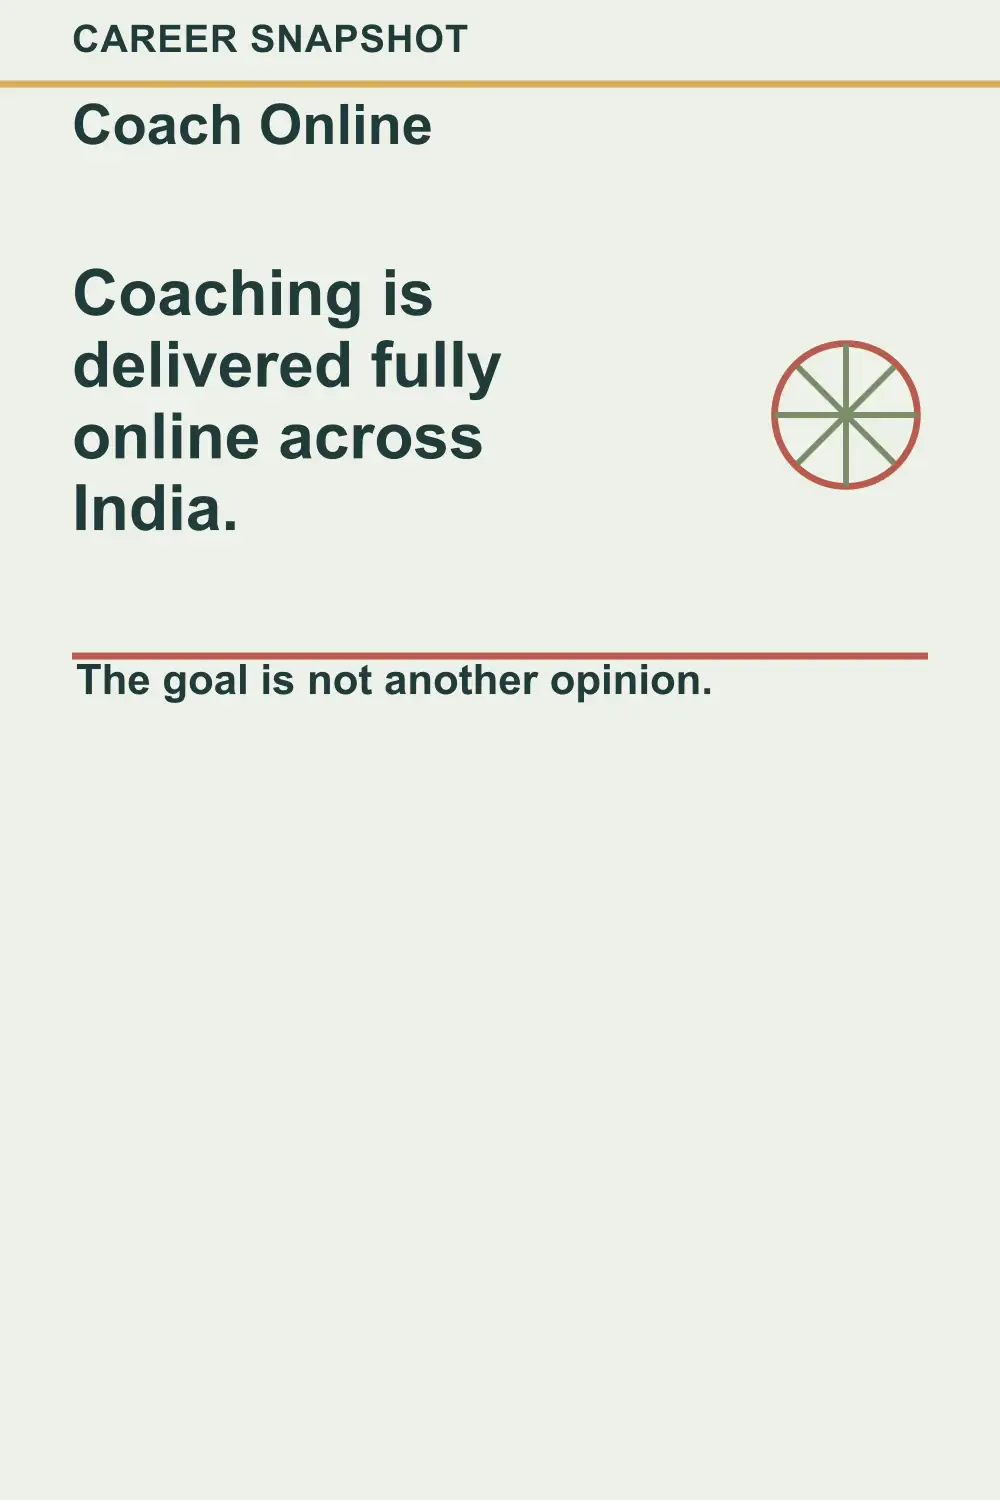 CAREER SNAPSHOT
Coach Online
Coaching is
delivered fully
online across
India.
The goal is not another opinion.